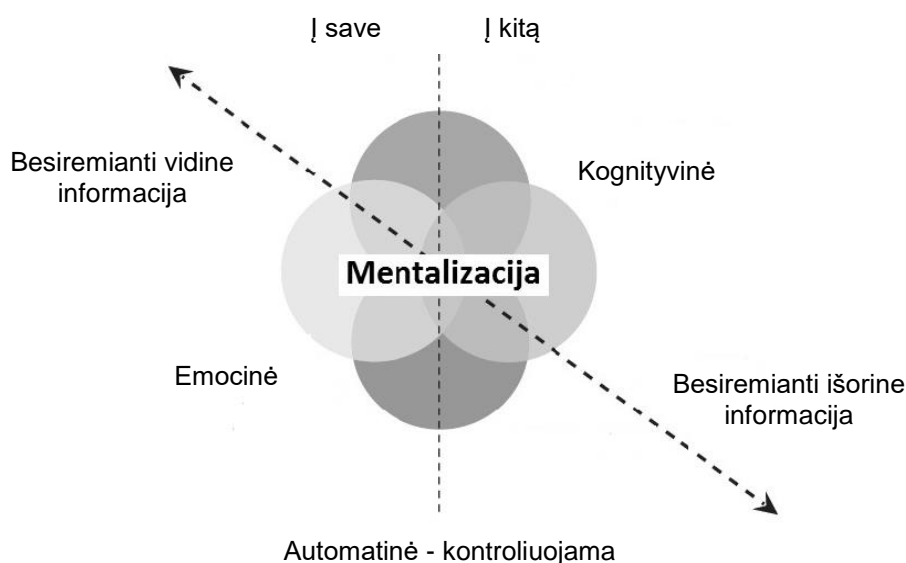 Į save
Į kitą
Besiremianti vidine
informacija
Kognityvinė
Mentalizacija
Emocinė
Besiremianti išorine
informacija
Automatinė - kontroliuojama